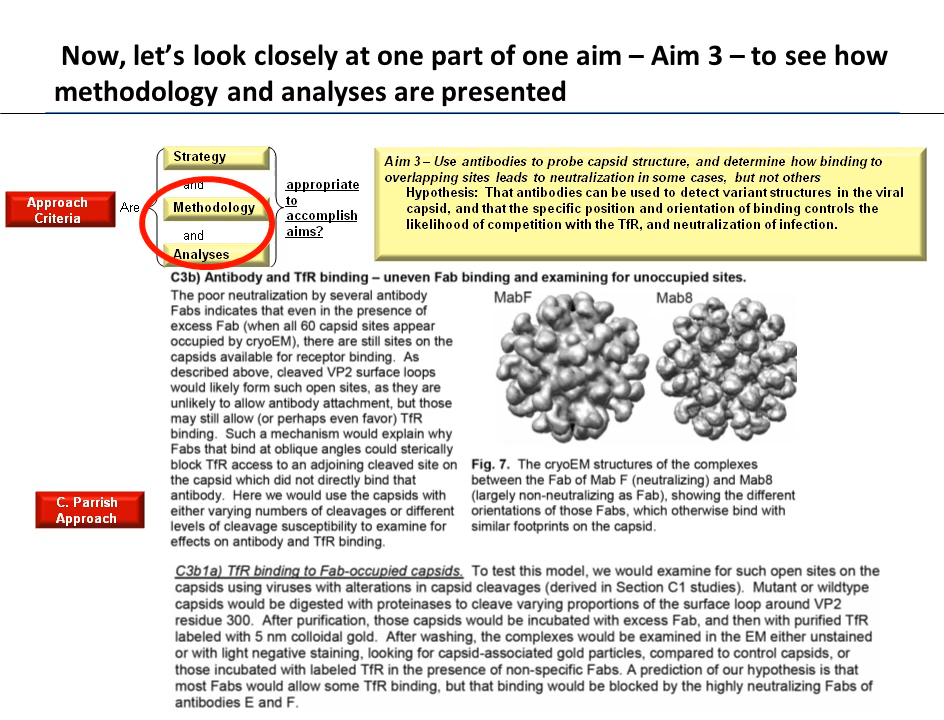 Now, let's look closely at one part of one aim – Aim 3 – to see how
methodology and analyses are presented
Approach
Criteria
Are
Strategy
and
Methodology
and
Analyses
appropriate
to
accomplish
aims?
Aim 3 – Use antibodies to probe capsid structure, and determine how binding to
overlapping sites leads to neutralization in some cases, but not others
Hypothesis: That antibodies can be used to detect variant structures in the viral
capsid, and that the specific position and orientation of binding controls the
likelihood of competition with the TfR, and neutralization of infection.
C3b) Antibody and TfR binding – uneven Fab binding and examining for unoccupied sites.
The poor neutralization by several antibody
Fabs indicates that even in the presence of
excess Fab (when all 60 capsid sites appear
occupied by cryoEM), there are still sites on the
capsids available for receptor binding. As
described above, cleaved VP2 surface loops
would likely form such open sites, as they are
unlikely to allow antibody attachment, but those
may still allow (or perhaps even favor) TfR
binding. Such a mechanism would explain why
Fabs that bind at oblique angles could sterically
block TfR access to an adjoining cleaved site on
the capsid which did not directly bind that
antibody. Here we would use the capsids with
either varying numbers of cleavages or different
levels of cleavage susceptibility to examine for
effects on antibody and TfR binding.
MabF
Mab8
Fig. 7. The cryoEM structures of the complexes
between the Fab of Mab F (neutralizing) and Mab8
(largely non-neutralizing as Fab), showing the different
orientations of those Fabs, which otherwise bind with
similar footprints on the capsid.
C. Parrish
Approach
C3b1a) TfR binding to Fab-occupied capsids. To test this model, we would examine for such open sites on the
capsids using viruses with alterations in capsid cleavages (derived in Section C1 studies). Mutant or wildtype
capsids would be digested with proteinases to cleave varying proportions of the surface loop around VP2
residue 300. After purification, those capsids would be incubated with excess Fab, and then with purified TfR
labeled with 5 nm colloidal gold. After washing, the complexes would be examined in the EM either unstained
or with light negative staining, looking for capsid-associated gold particles, compared to control capsids, or
those incubated with labeled TfR in the presence of non-specific Fabs. A prediction of our hypothesis is that
most Fabs would allow some TfR binding, but that binding would be blocked by the highly neutralizing Fabs of
antibodies E and F.